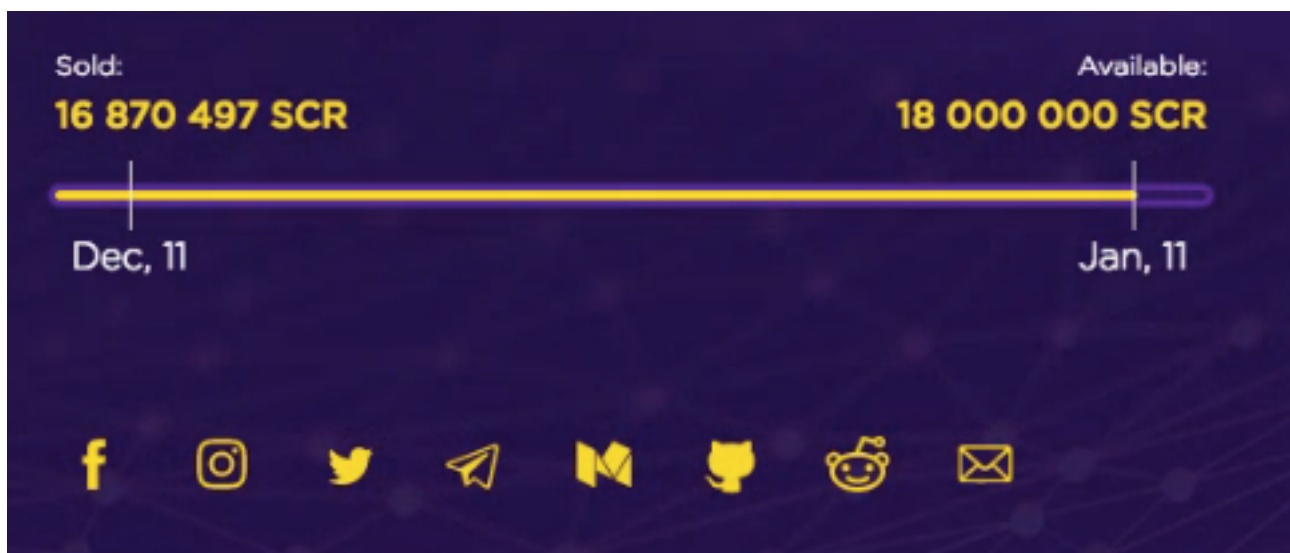 Sold:
Available:
16 870 497 SCR
18 000 000 SCR
Dec, 11
Jan, 11